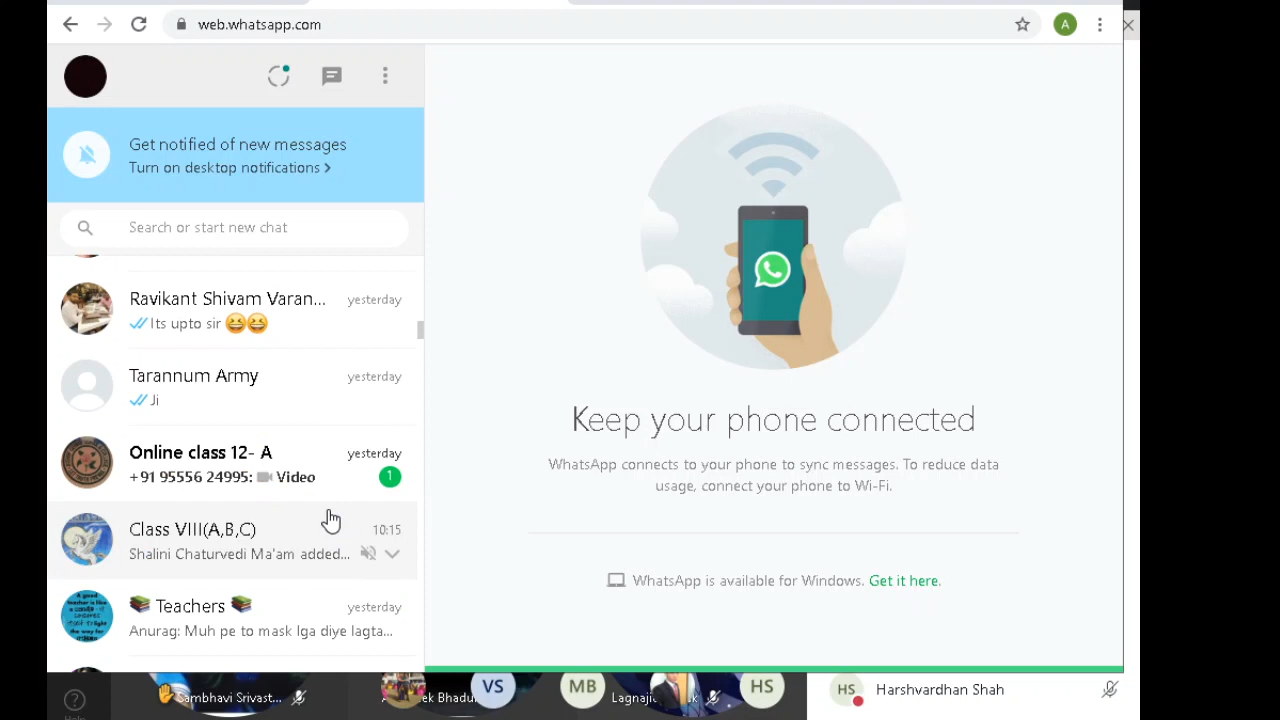 web.whatsapp.com
A
Get notified of new messages
Turn on desktop notifications >
Search or start new chat
Ravikant Shivam Varan...
yesterday
Its upto sir 😆😆
Tarannum Army
yesterday
Ji
Online class 12- A
yesterday
+91 95556 24995: Video
1
Class VIII(A,B,C)
10:15
Shalini Chaturvedi Ma'am added...
📚 Teachers 📚
yesterday
Anurag: Muh pe to mask lga diye lagta...
Keep your phone connected
WhatsApp connects to your phone to sync messages. To reduce data
usage, connect your phone to Wi-Fi.
WhatsApp is available for Windows. Get it here.
VS
MB
HS
HS
Harshvardhan Shah